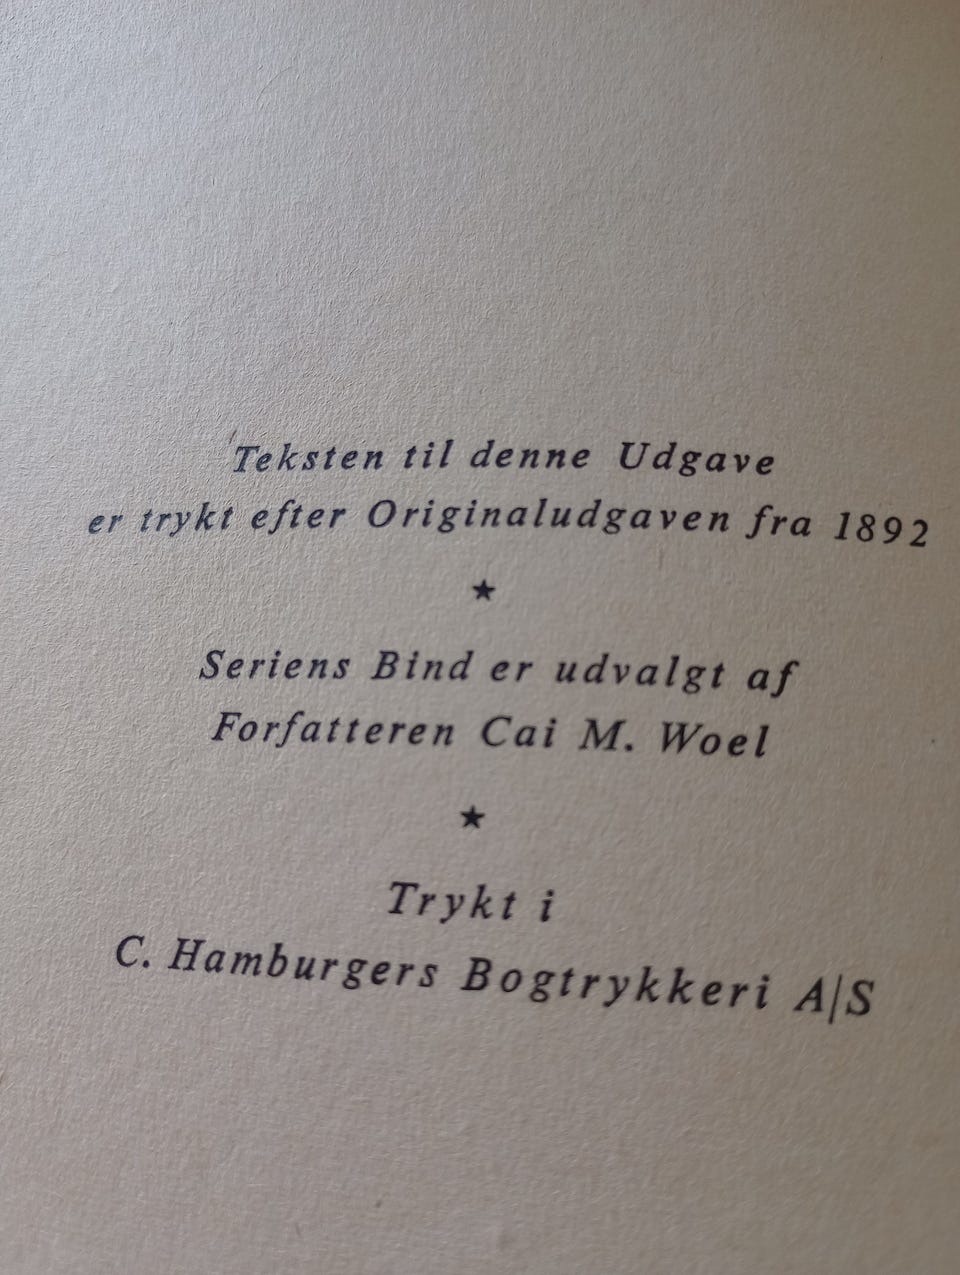 Teksten til denne Udgave
er trykt efter Originaludgaven fra 1892
★
Seriens Bind er udvalgt af
Forfatteren Cai M. Woel
★
Trykt i
C. Hamburgers Bogtrykkeri A/S